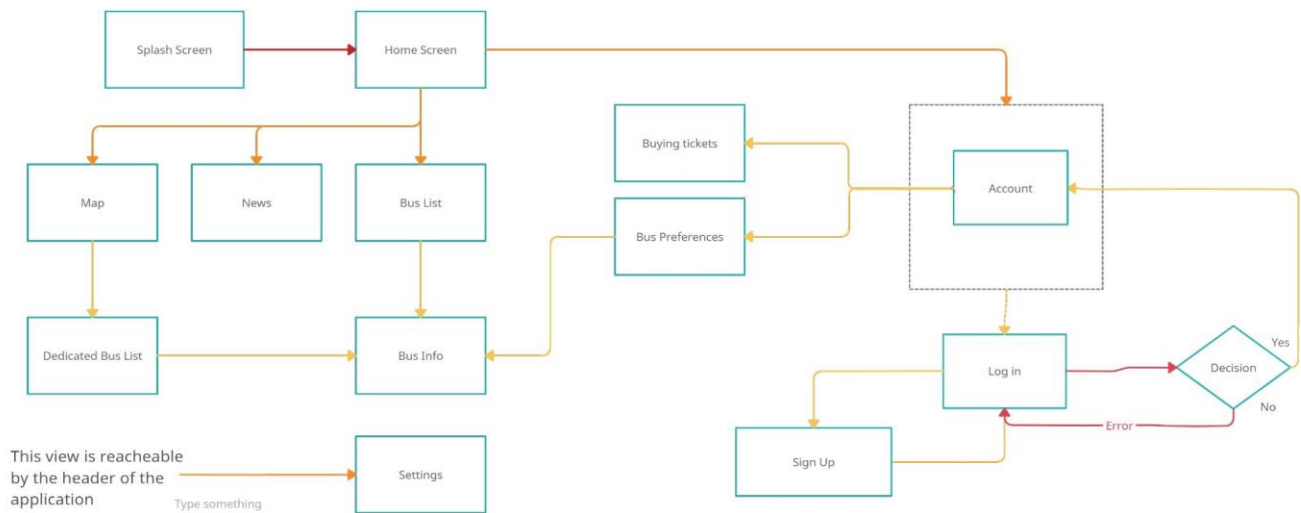 Splash Screen
Home Screen
Buying tickets
Account
Map
News
Bus List
Bus Preferences
Dedicated Bus List
Bus Info
Log in
Decision
Yes
No
Error
Sign Up
This view is reacheable
by the header of the
application
Type something
Settings